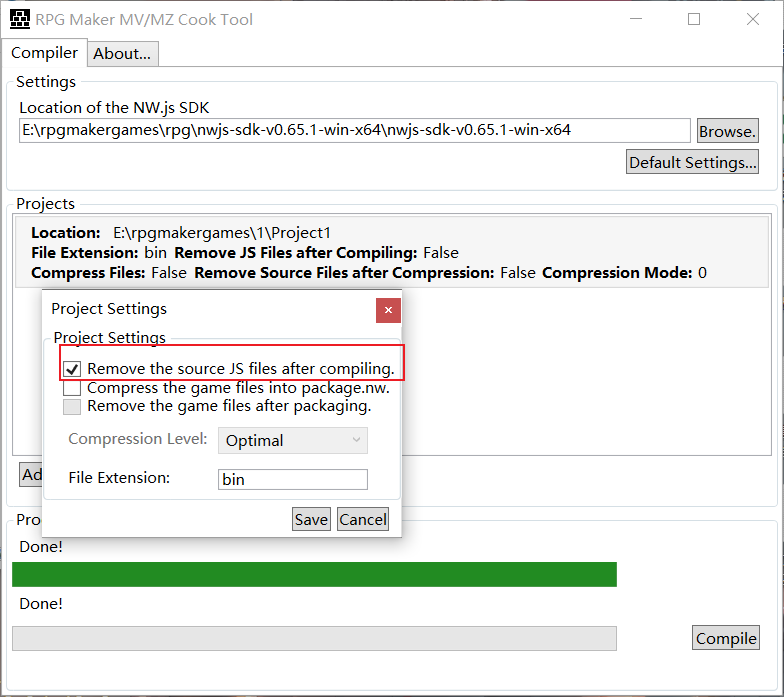 RPG Maker MV/MZ Cook Tool
Compiler
About...
Settings
Location of the NW.js SDK
E:\rpgmakergames\rpg\nwjs-sdk-v0.65.1-win-x64\nwjs-sdk-v0.65.1-win-x64
Browse.
Default Settings...
Projects
Location: E:\rpgmakergames\1\Project1
File Extension: bin Remove JS Files after Compiling: False
Compress Files: False Remove Source Files after Compression: False Compression Mode: 0
Project Settings
Project Settings
Remove the source JS files after compiling.
Compress the game files into package.nw.
Remove the game files after packaging.
Compression Level: Optimal
File Extension: bin
Save
Cancel
Done!
Done!
Compile